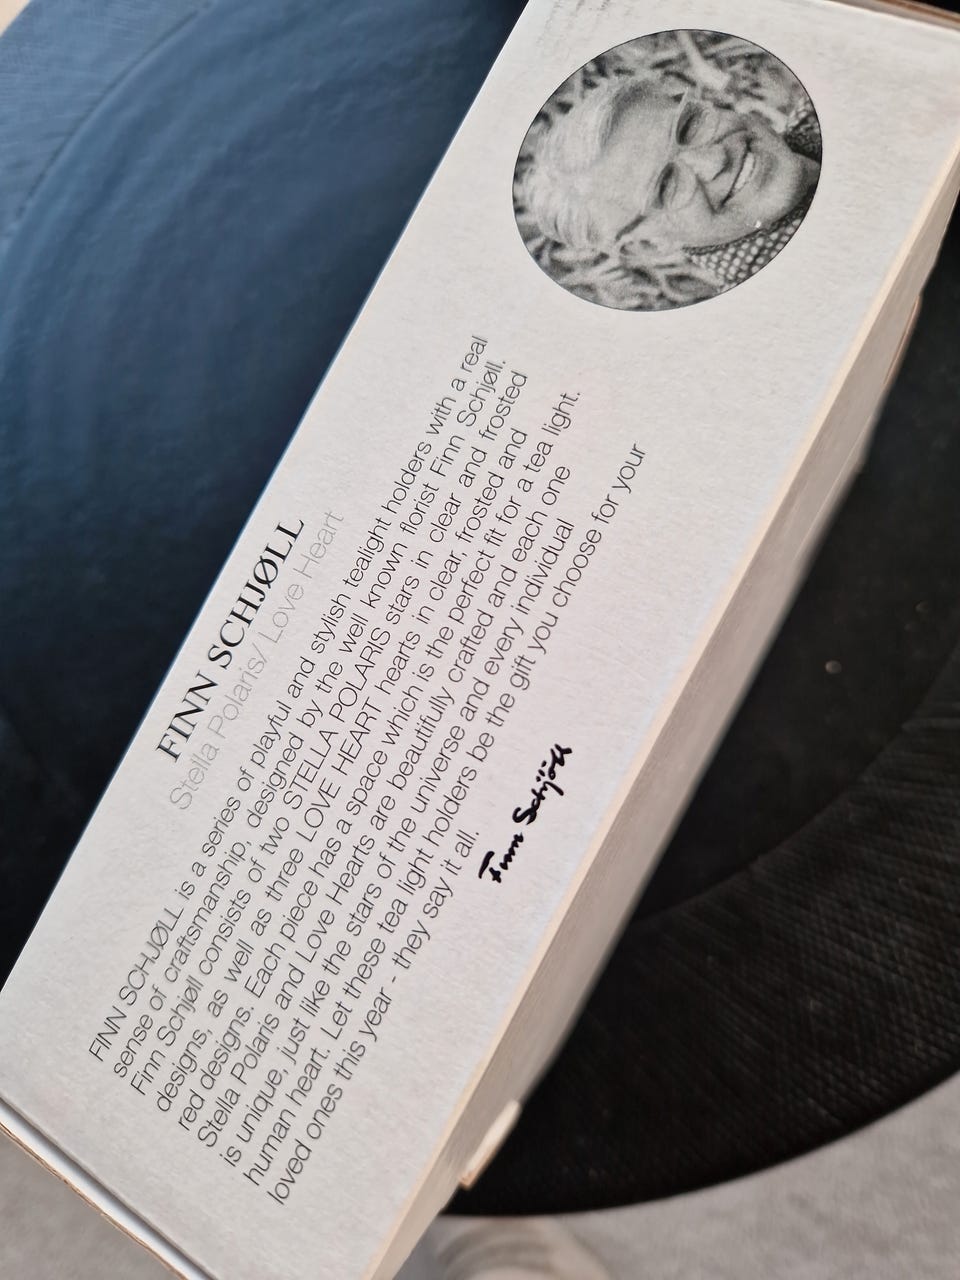 FINN SCHJØLL
Stella Polaris/ Love Heart
FINN SCHJØLL is a series of playful and stylish tealight holders with a real
sense of craftsmanship, designed by the well known florist Finn Schjøll.
Finn Schjøll consists of two STELLA POLARIS stars in clear and frosted
designs, as well as three LOVE HEART hearts in clear, frosted and
red designs. Each piece has a space which is the perfect fit for a tea light.
Stella Polaris and Love Hearts are beautifully crafted and each one
is unique, just like the stars of the universe and every individual
human heart. Let these tea light holders be the gift you choose for your
loved ones this year - they say it all.
Finn Schjöll